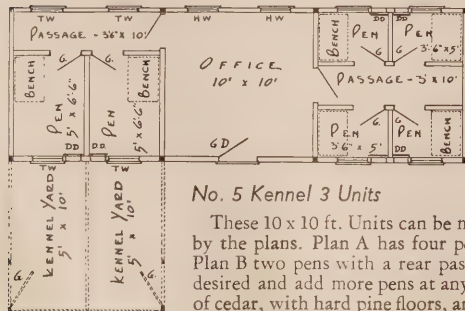 TW TW HW HW DD DD
PASSAGE - 3'6" X 10'
G. G.
BENCH PEN 5' X 6'6" DD
PEN 5' X 6'6" BENCH DD
OFFICE
10' X 10'
GD
BENCH PEN G. G. PEN BENCH
3'-6" X 5'
PASSAGE - 3' X 10'
PEN G. G. PEN BENCH
3'6" X 5' DD DD
TW TW
KENNEL YARD
5' X 10'
KENNEL YARD
5' X 10'
G. G.
No. 5 Kennel 3 Units
These 10 x 10 ft. Units can be
by the plans. Plan A has four
Plan B two pens with a rear
desired and add more pens at any
of cedar, with hard pine floors,